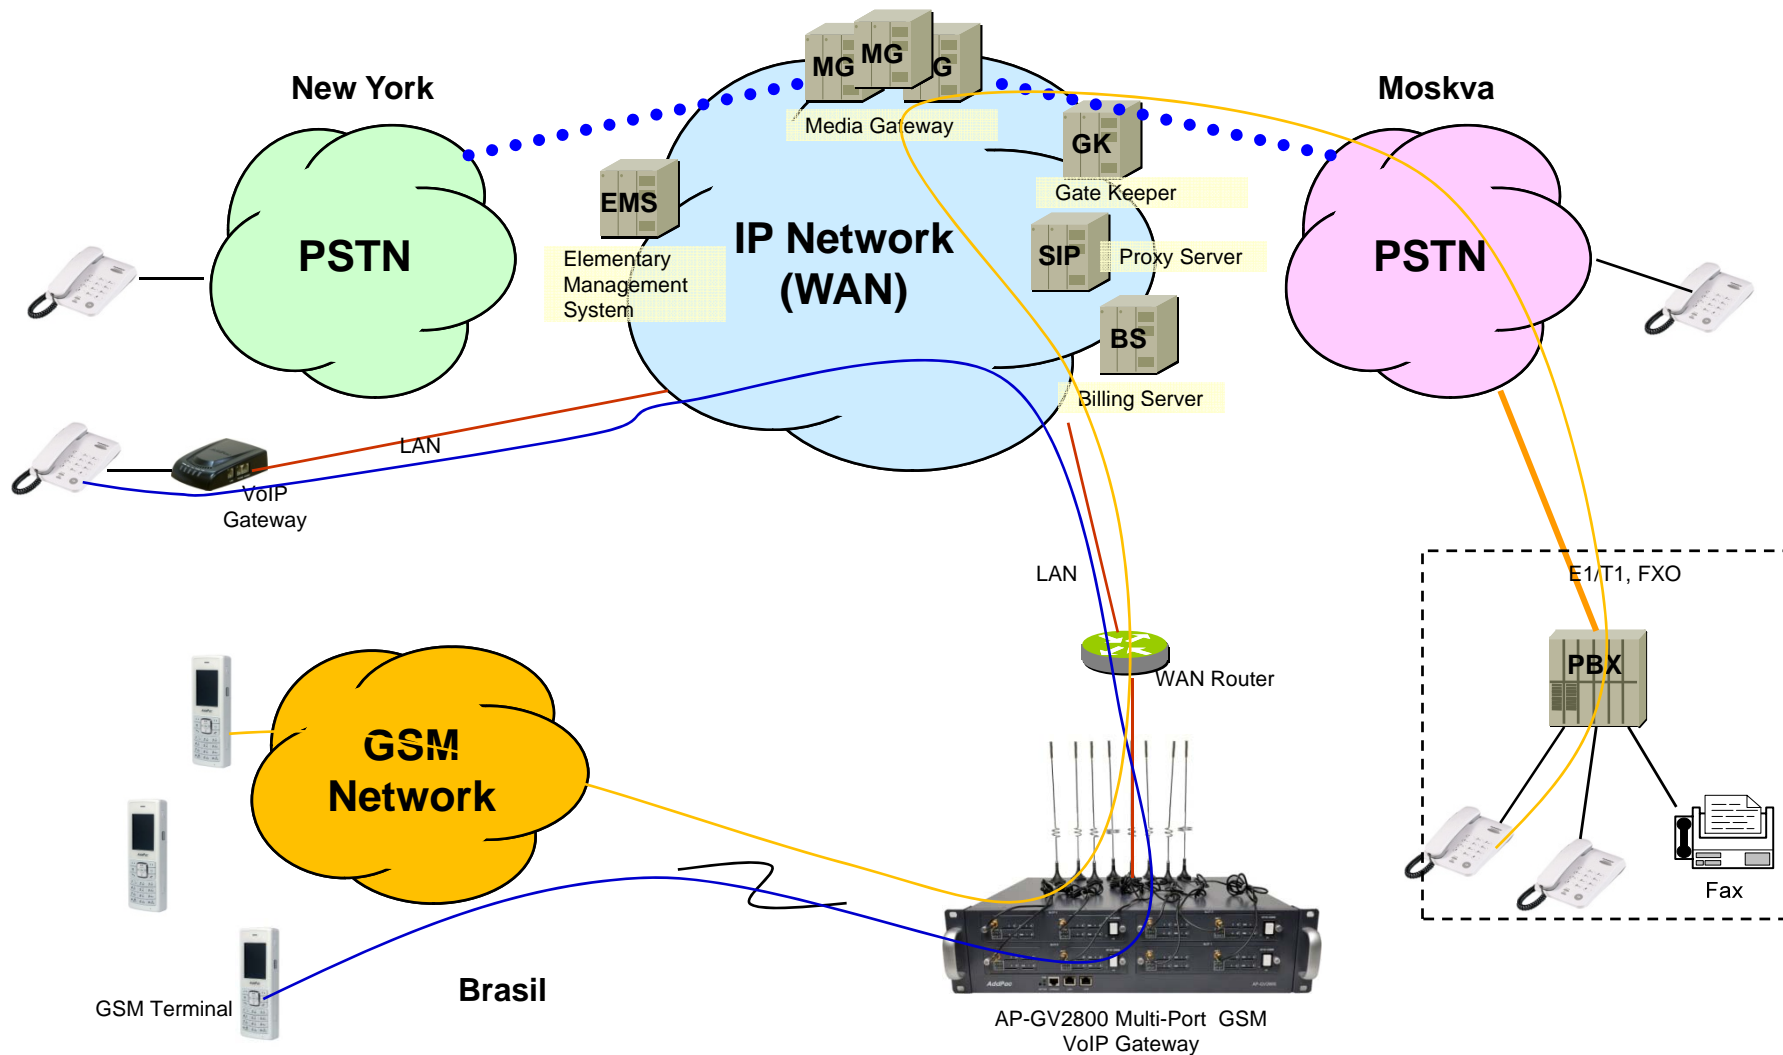 MG
MG
G
New York
Moskva
Media Gateway
GK
Gate Keeper
EMS
Elementary
Management
System
IP Network
(WAN)
SIP
Proxy Server
PSTN
PSTN
BS
Billing Server
LAN
VoIP
Gateway
LAN
E1/T1, FXO
WAN Router
PBX
GSM
Network
Fax
Brasil
GSM Terminal
AddPac
AP-GV2800 Multi-Port GSM
VoIP Gateway